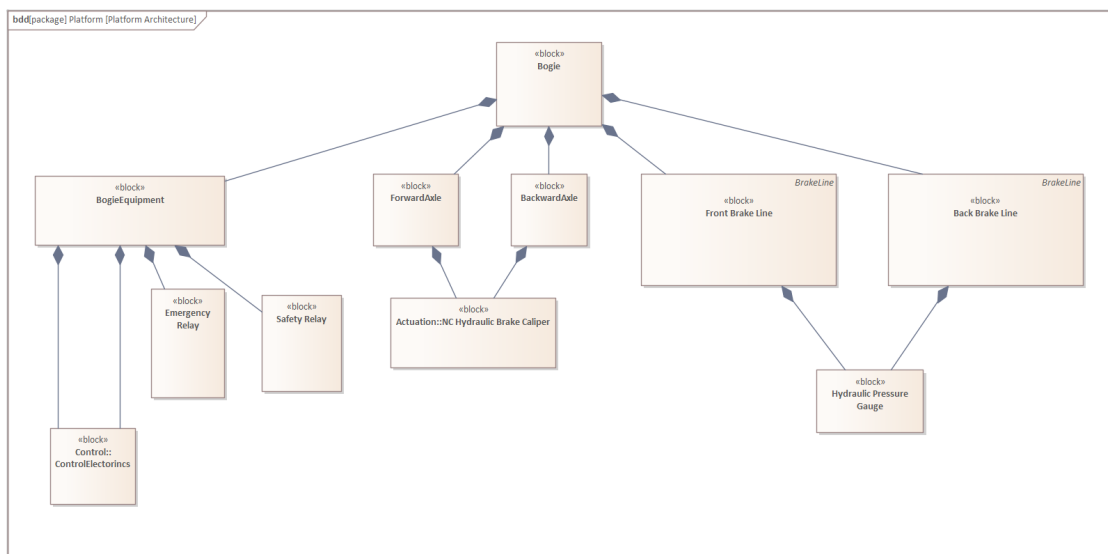 bdd[package] Platform [Platform Architecture]
«block»
Bogie
«block»
BogieEquipment
«block»
ForwardAxle
«block»
BackwardAxle
BrakeLine
«block»
Front Brake Line
BrakeLine
«block»
Back Brake Line
«block»
Emergency
Relay
«block»
Safety Relay
«block»
Actuation::NC Hydraulic Brake Caliper
«block»
Hydraulic Pressure
Gauge
«block»
Control::
ControlElectorincs